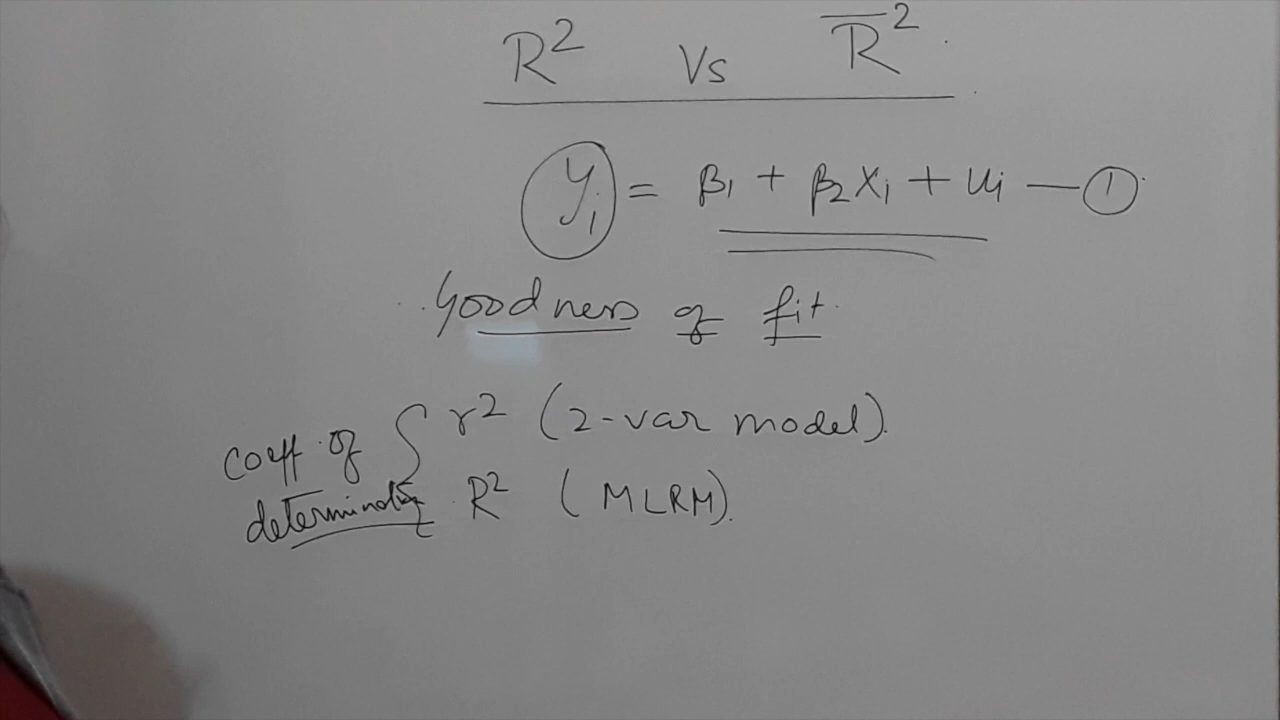 R² Vs R̅²
Yᵢ = β₁ + β₂Xᵢ + uᵢ — ①
Goodness of fit
coeff. of { r² (2-var model).
determination R² (MLRM).